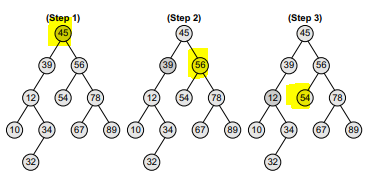 (Step 1) (Step 2) (Step 3)
45 45 45
39 56 39 56 39 56
12 54 78 12 54 78 12 54 78
10 34 67 89 10 34 67 89 10 34 67 89
32 32 32